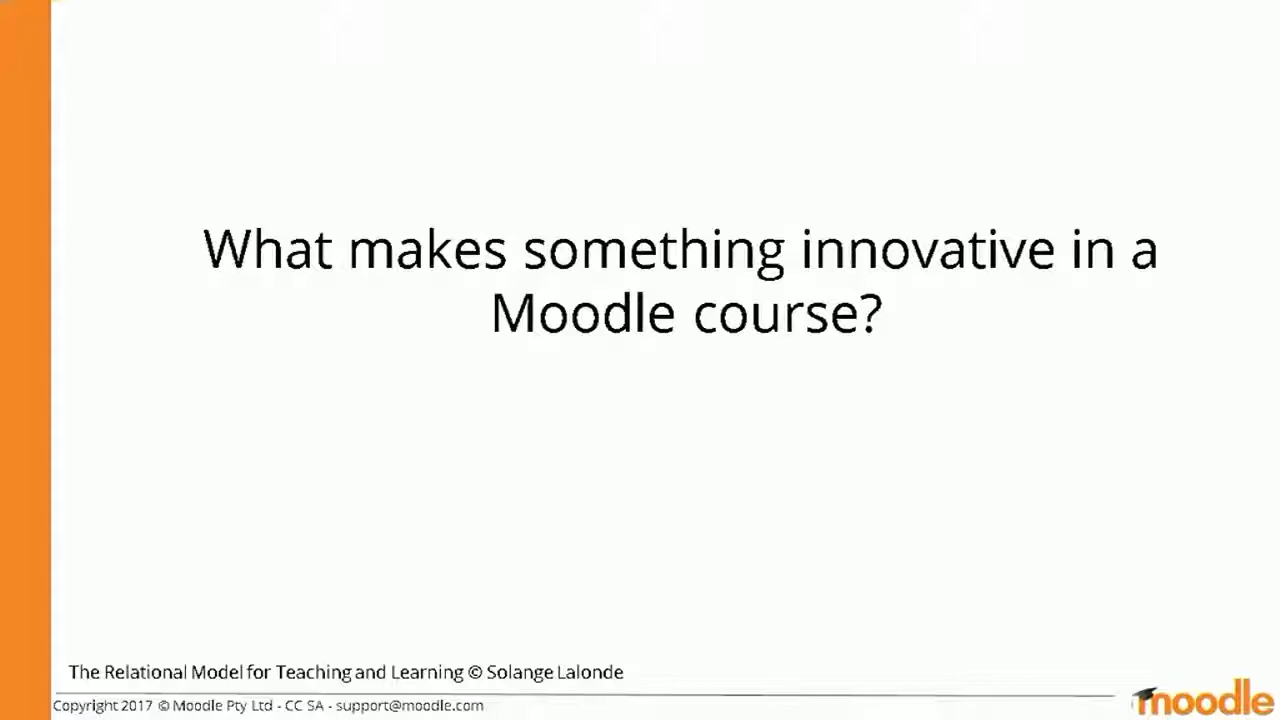 What makes something innovative in a
Moodle course?
The Relational Model for Teaching and Learning © Solange Lalonde
Copyright 2017 © Moodle Pty Ltd - CC SA - support@moodle.com
moodle